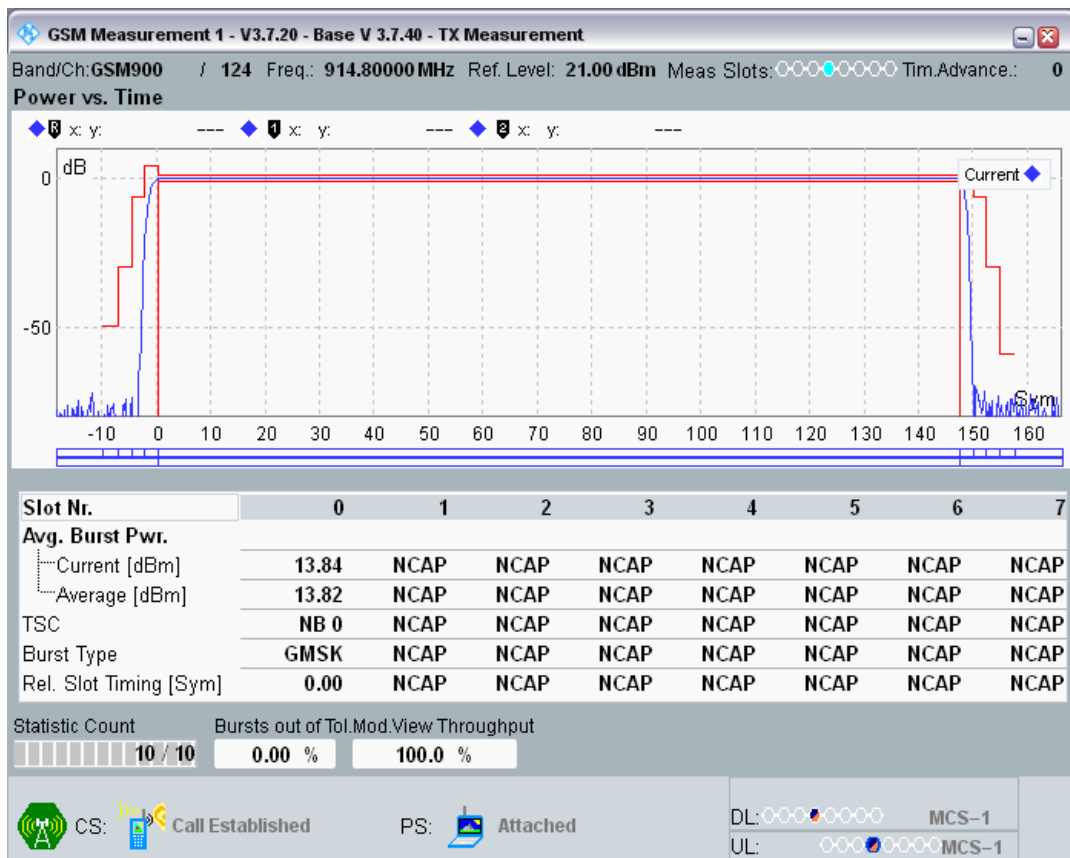 GSM Measurement 1 - V3.7.20 - Base V 3.7.40 - TX Measurement
Band/Ch:GSM900 / 124 Freq.: 914.80000 MHz Ref. Level: 21.00 dBm Meas Slots: Tim.Advance.: 0
Power vs. Time
R x: y: --- 1 x: y: --- 2 x: y: ---
dB
Current
0
-50
Sym
-10 0 10 20 30 40 50 60 70 80 90 100 110 120 130 140 150 160
Slot Nr. 0 1 2 3 4 5 6 7
Avg. Burst Pwr.
Current [dBm] 13.84 NCAP NCAP NCAP NCAP NCAP NCAP NCAP
Average [dBm] 13.82 NCAP NCAP NCAP NCAP NCAP NCAP NCAP
TSC NB 0 NCAP NCAP NCAP NCAP NCAP NCAP NCAP
Burst Type GMSK NCAP NCAP NCAP NCAP NCAP NCAP NCAP
Rel. Slot Timing [Sym] 0.00 NCAP NCAP NCAP NCAP NCAP NCAP NCAP
Statistic Count Bursts out of Tol.Mod.View Throughput
10 / 10 0.00 % 100.0 %
CS: Call Established PS: Attached
DL: MCS-1
UL: MCS-1